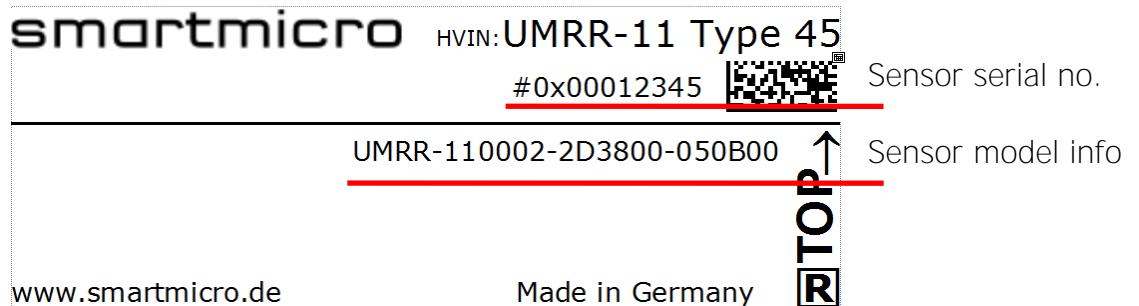 smartmicro HVIN: UMRR-11 Type 45
#0x00012345 Sensor serial no.
UMRR-110002-2D3800-050B00 Sensor model info
R TOP→
www.smartmicro.de Made in Germany